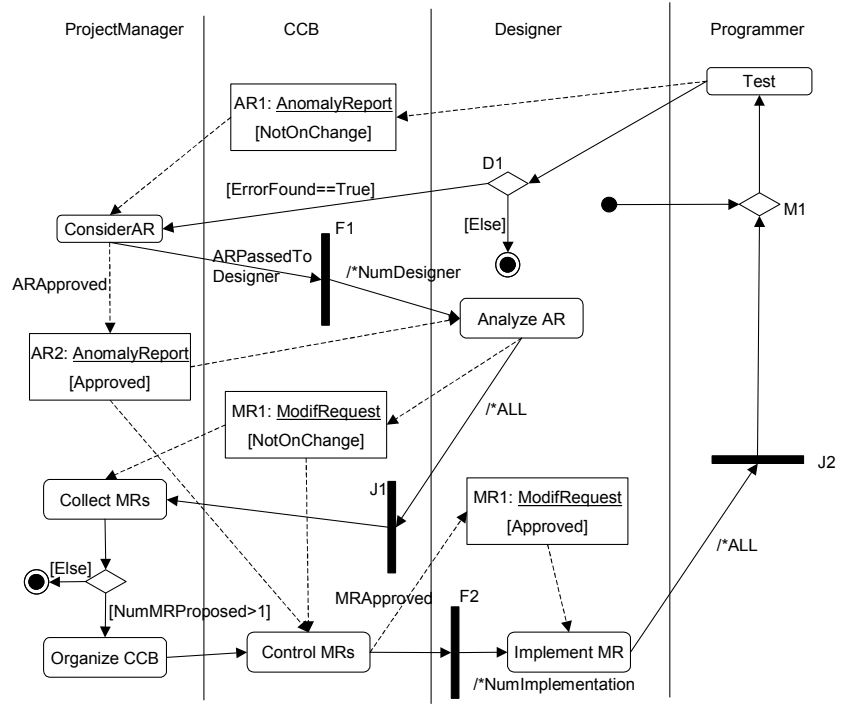 ProjectManager
CCB
Designer
Programmer
Test
AR1: AnomalyReport
[NotOnChange]
D1
[ErrorFound==True]
[Else]
M1
ConsiderAR
F1
ARPassedTo
Designer
/*NumDesigner
ARApproved
Analyze AR
AR2: AnomalyReport
[Approved]
/*ALL
MR1: ModifRequest
[NotOnChange]
J2
Collect MRs
J1
MR1: ModifRequest
[Approved]
/*ALL
[Else]
MRApproved
F2
[NumMRProposed>1]
Organize CCB
Control MRs
Implement MR
/*NumImplementation